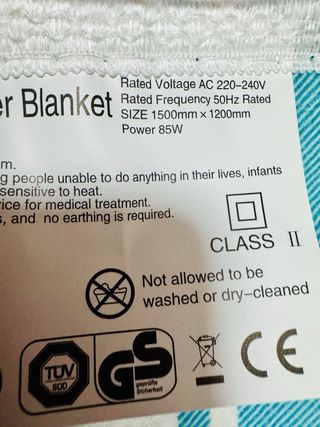 er Blanket
Rated Voltage AC 220-240V
Rated Frequency 50Hz Rated
SIZE 1500mm×1200mm
Power 85W
m.
g people unable to do anything in their lives, infants
sensitive to heat.
ice for medical treatment.
s, and no earthing is required.
CLASS II
Not allowed to be
washed or dry-cleaned
TÜV
SÜD
GS
geprüfte
Sicherheit
CE